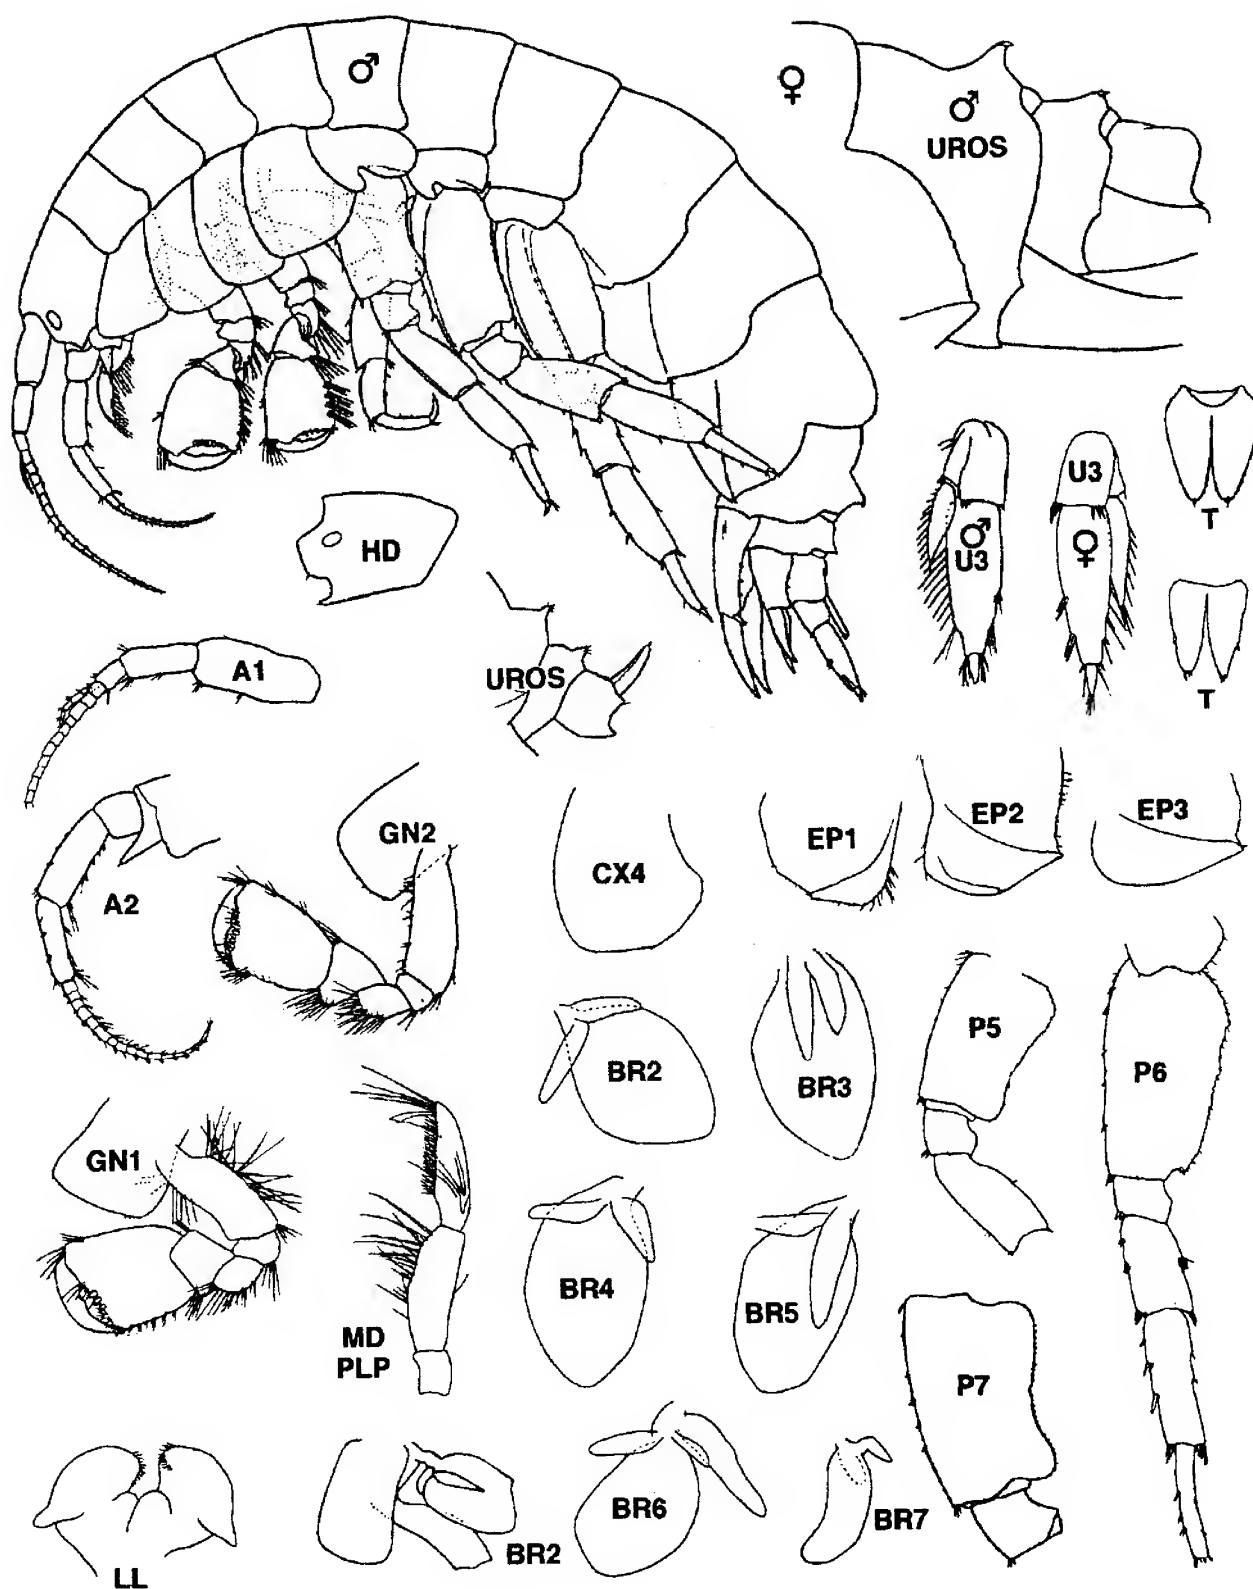 ♂
♀
♂
UROS
HD
U3
♂
U3
♀
T
T
A1
UROS
GN2
A2
CX4
EP1
EP2
EP3
BR2
BR3
P5
P6
GN1
MD
PLP
BR4
BR5
P7
LL
BR2
BR6
BR7